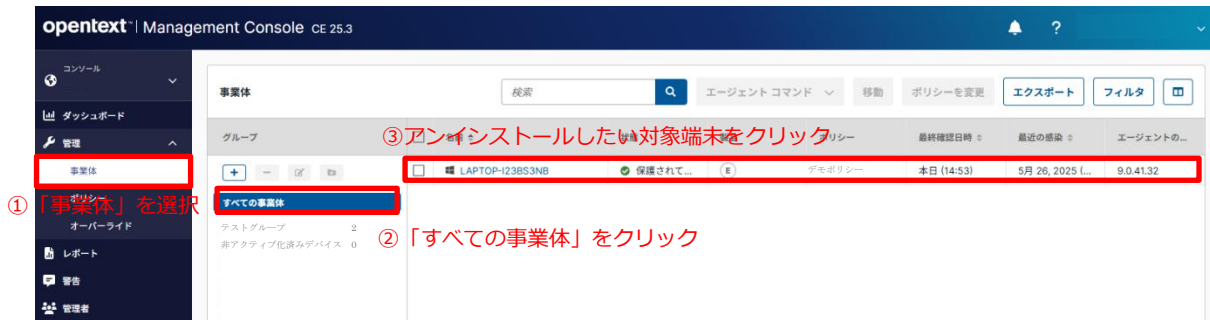 opentext™ | Management Console CE 25.3
?
コンソール
ダッシュボード
管理
事業体
ポリシー
オーバーライド
レポート
警告
管理者
①「事業体」を選択
事業体
検索
エージェント コマンド
移動
ポリシーを変更
エクスポート
フィルタ
グループ
すべての事業体
テストグループ 2
非アクティブ化済みデバイス 0
②「すべての事業体」をクリック
③アンインストールしたい対象端末をクリック
名前 状態 ポリシー 最終確認日時 最近の感染 エージェントの...
LAPTOP-I23BS3NB 保護されて... E デモポリシー 本日 (14:53) 5月 26, 2025 (... 9.0.41.32